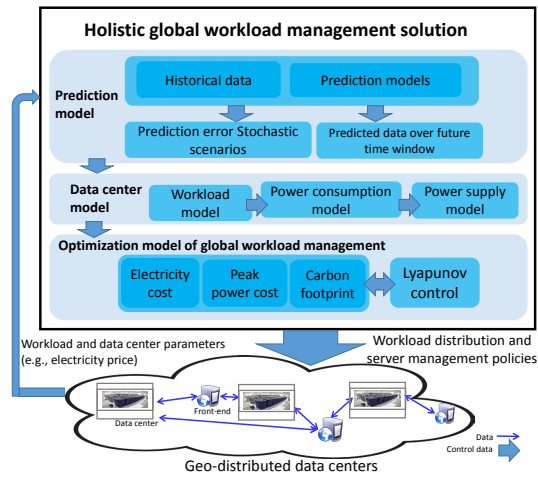 Holistic global workload management solution
Prediction
model
Historical data
Prediction models
Prediction error Stochastic
scenarios
Predicted data over future
time window
Data center
model
Workload
model
Power consumption
model
Power supply
model
Optimization model of global workload management
Electricity
cost
Peak
power cost
Carbon
footprint
Lyapunov
control
Workload and data center parameters
(e.g., electricity price)
Workload distribution and
server management policies
Data center
Front-end
Geo-distributed data centers
Data
Control data